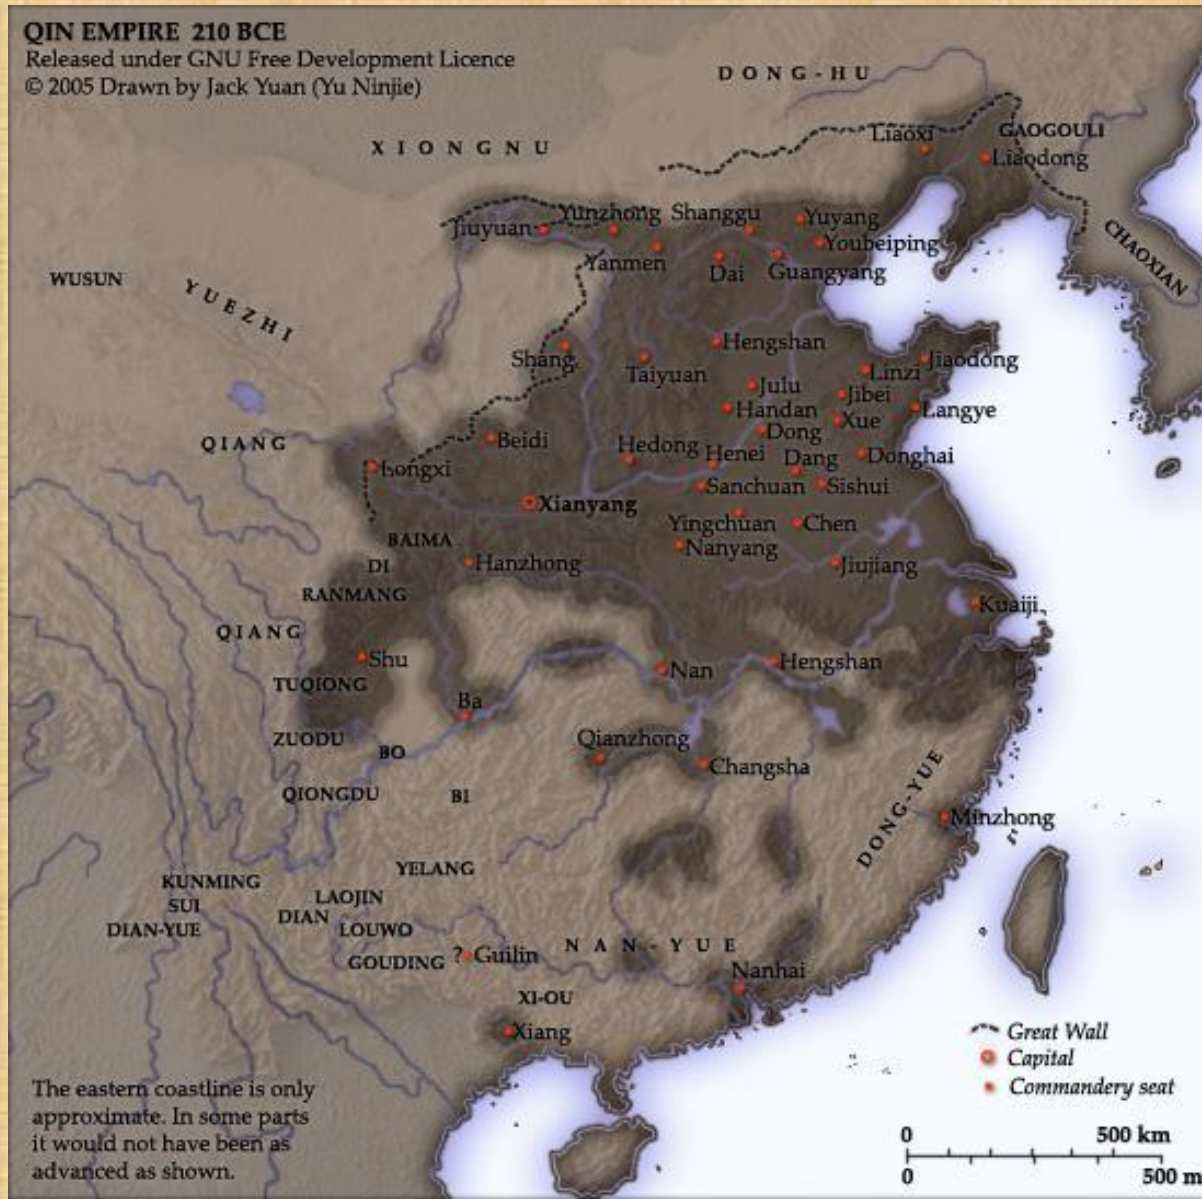 QIN EMPIRE 210 BCE
Released under GNU Free Development Licence
© 2005 Drawn by Jack Yuan (Yu Ninjie)
DONG-HU
XIONGNU
Liaoxi
GAOGOULI
Liaodong
Jiuyuan
Yunzhong
Shanggu
Yuyang
Youbeiping
Yanmen
Dai
Guangyang
CHAOXIAN
WUSUN
YUEZHI
Shang
Taiyuan
Hengshan
Linzi
Jiaodong
Julu
Jibei
Handan
Xue
Langye
QIANG
Longxi
Beidi
Hedong
Henei
Dong
Dang
Donghai
Xianyang
Sanchuan
Sishui
Yingchuan
Chen
BAIMA
Nanyang
DI
Hanzhong
Jiujiang
RANMANG
Kuaiji
QIANG
Shu
Nan
Hengshan
TUQIONG
Ba
ZUODU
BO
Qianzhong
Changsha
QIONGDU
BI
DONG-YUE
Minzhong
YELANG
KUNMING
SUI
LAOJIN
DIAN
DIAN-YUE
LOUWO
GOUDING
? Guilin
NAN-YUE
Nanhai
XI-OU
Xiang
Great Wall
Capital
Commandery seat
The eastern coastline is only
approximate. In some parts
it would not have been as
advanced as shown.
0 500 km
0 500 m